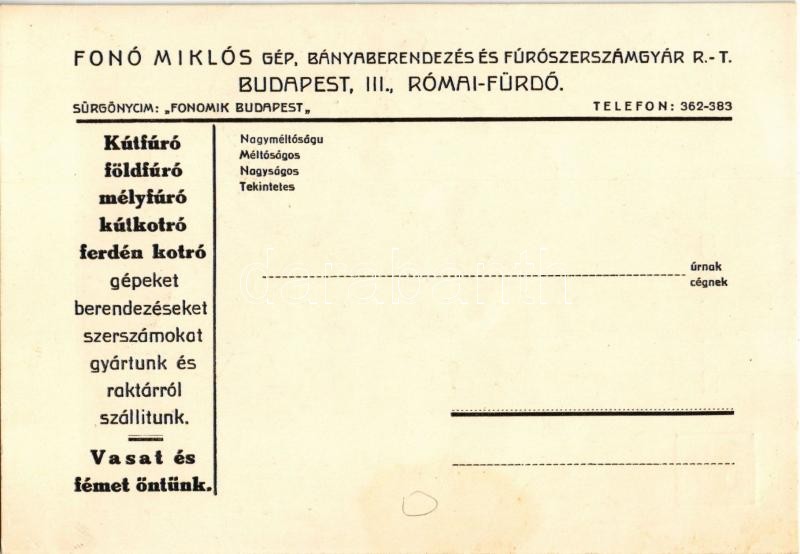 FONÓ MIKLÓS GÉP, BÁNYABERENDEZÉS ÉS FÚRÓSZERSZÁMGYÁR R.-T.
BUDAPEST, III., RÓMAI-FÜRDŐ.
SÜRGÖNYCIM: „FONOMIK BUDAPEST„
TELEFON: 362-383
Kútfúró
földfúró
mélyfúró
kútkotró
ferdén kotró
gépeket
berendezéseket
szerszámokat
gyártunk és
raktárról
szállitunk.
Vasat és
fémet öntünk.
Nagyméltóságu
Méltóságos
Nagyságos
Tekintetes
úrnak
cégnek
darabanth